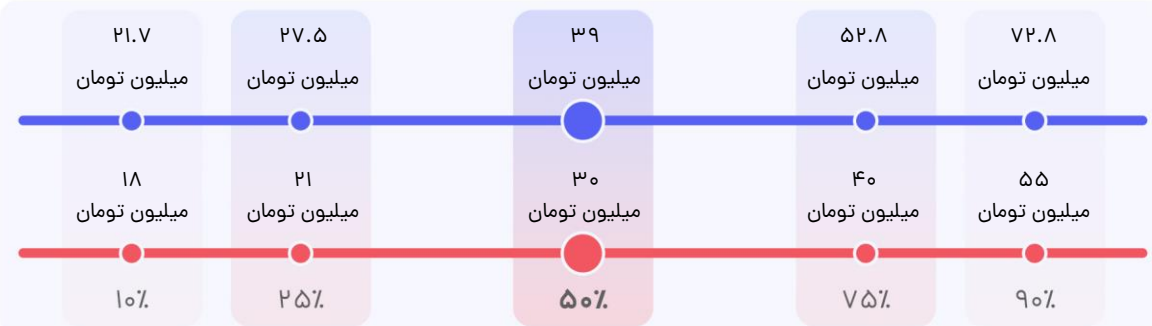 ۲۱.۷ ۲۷.۵ ۳۹ ۵۲.۸ ۷۲.۸
میلیون تومان میلیون تومان میلیون تومان میلیون تومان میلیون تومان
۱۸ ۲۱ ۳۰ ۴۰ ۵۵
میلیون تومان میلیون تومان میلیون تومان میلیون تومان میلیون تومان
۱۰٪ ۲۵٪ ۵۰٪ ۷۵٪ ۹۰٪